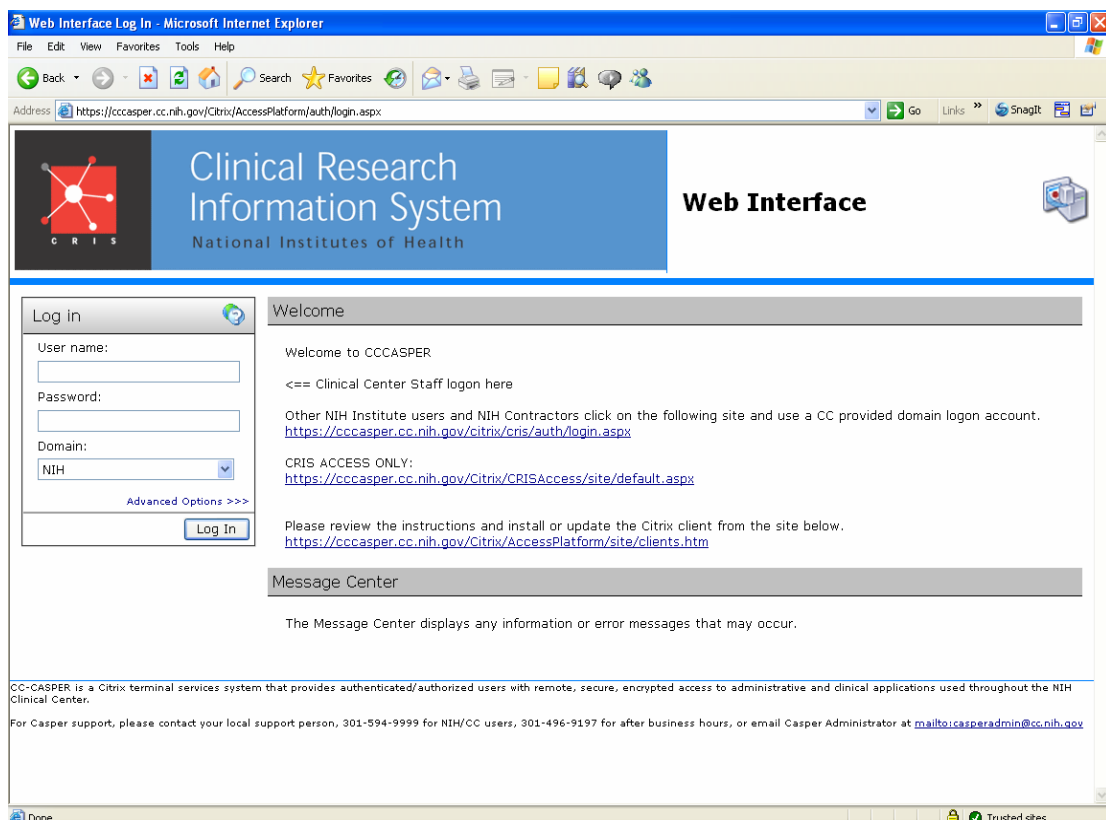 Web Interface Log In - Microsoft Internet Explorer
File Edit View Favorites Tools Help
Back Search Favorites
Address https://cccasper.cc.nih.gov/Citrix/AccessPlatform/auth/login.aspx Go Links » SnagIt
CRIS
Clinical Research
Information System
National Institutes of Health
Web Interface
Log in
User name:
Password:
Domain:
NIH
Advanced Options >>>
Log In
Welcome
Welcome to CCCASPER
<== Clinical Center Staff logon here
Other NIH Institute users and NIH Contractors click on the following site and use a CC provided domain logon account.
https://cccasper.cc.nih.gov/citrix/cris/auth/login.aspx
CRIS ACCESS ONLY:
https://cccasper.cc.nih.gov/Citrix/CRISAccess/site/default.aspx
Please review the instructions and install or update the Citrix client from the site below.
https://cccasper.cc.nih.gov/Citrix/AccessPlatform/site/clients.htm
Message Center
The Message Center displays any information or error messages that may occur.
CC-CASPER is a Citrix terminal services system that provides authenticated/authorized users with remote, secure, encrypted access to administrative and clinical applications used throughout the NIH
Clinical Center.
For Casper support, please contact your local support person, 301-594-9999 for NIH/CC users, 301-496-9197 for after business hours, or email Casper Administrator at mailto:casperadmin@cc.nih.gov
Done Trusted sites